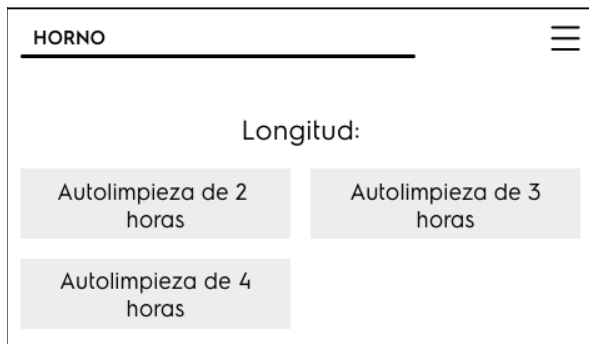 HORNO
Longitud:
Autolimpieza de 2
horas
Autolimpieza de 3
horas
Autolimpieza de 4
horas